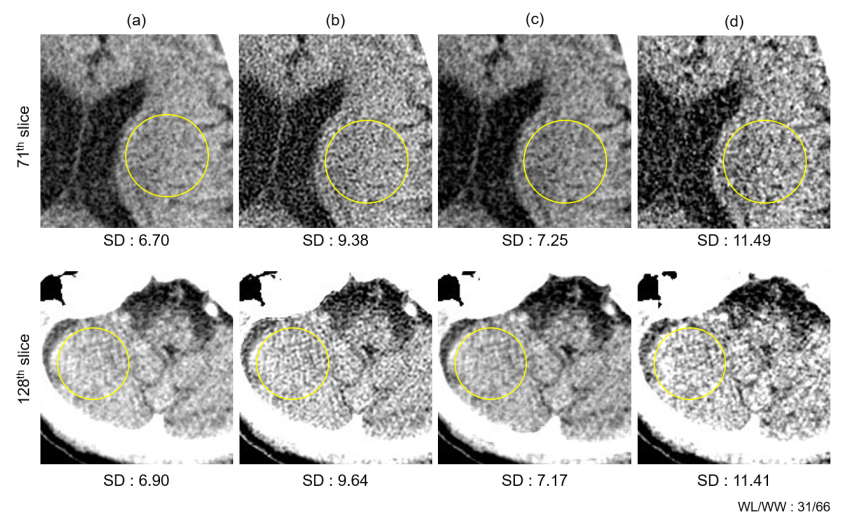 (a) (b) (c) (d)
71th slice
SD : 6.70 SD : 9.38 SD : 7.25 SD : 11.49
128th slice
SD : 6.90 SD : 9.64 SD : 7.17 SD : 11.41
WL/WW : 31/66